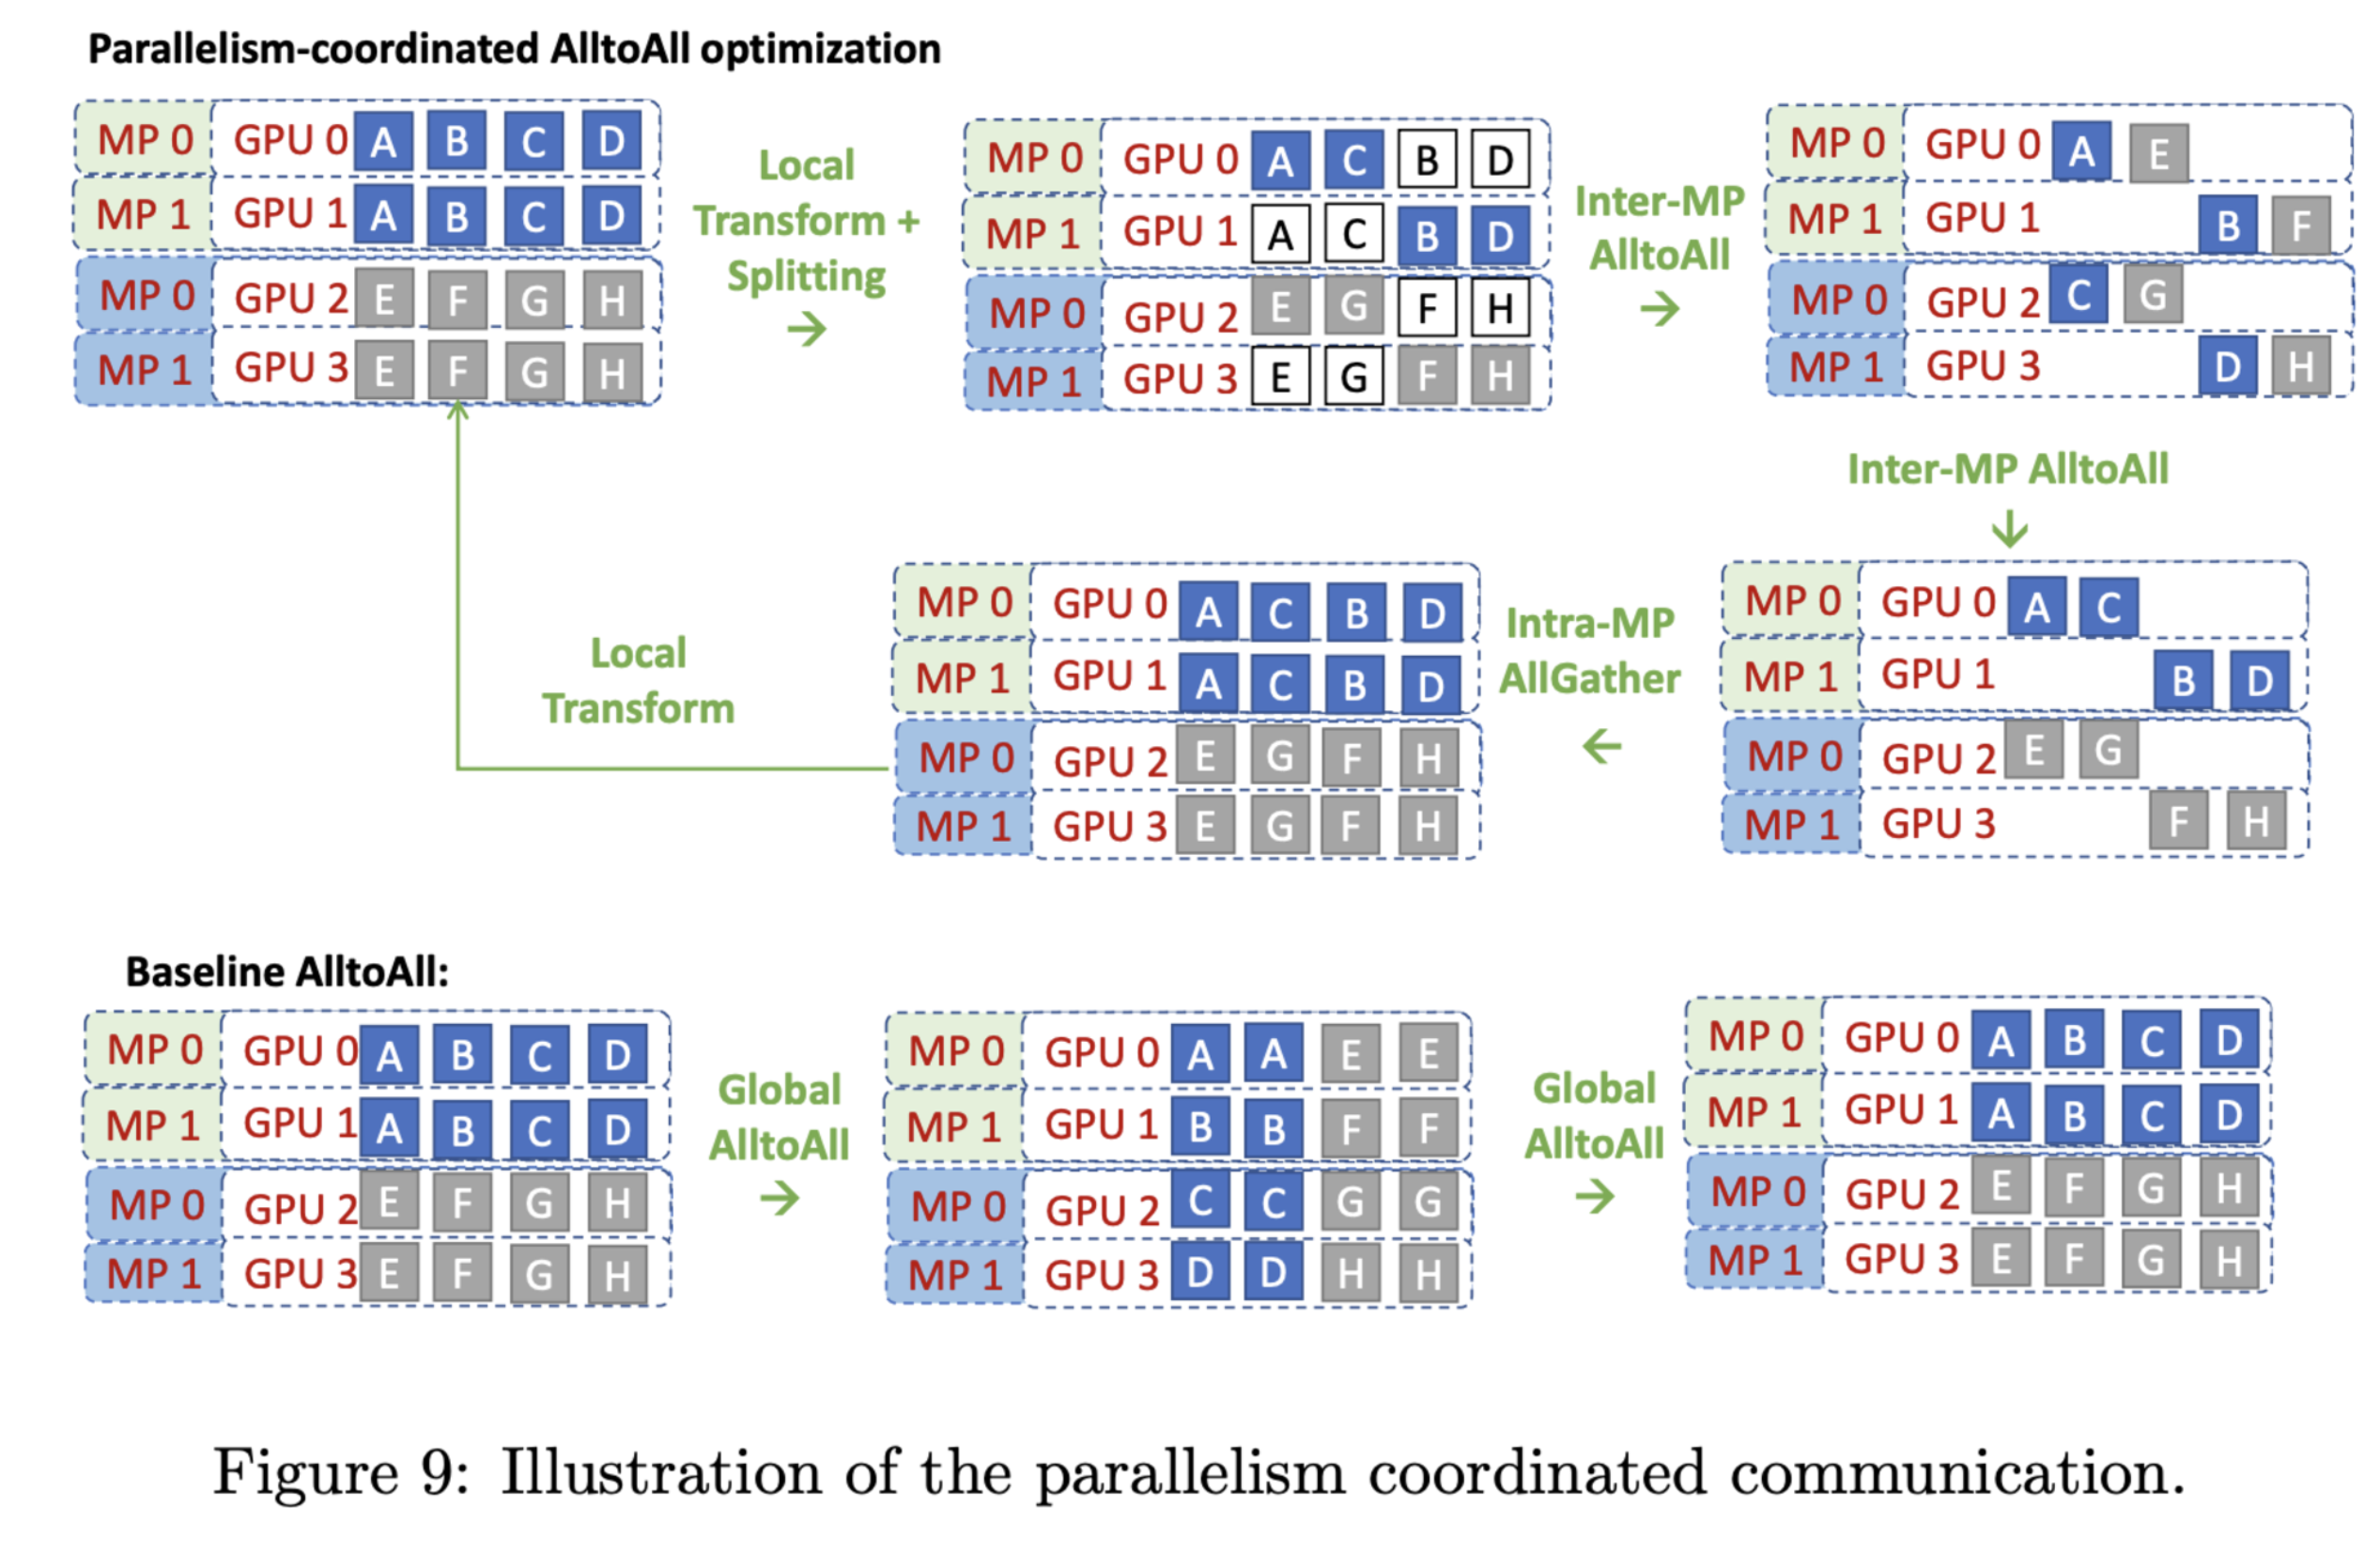 Parallelism-coordinated AlltoAll optimization
MP 0 GPU 0 A B C D
MP 1 GPU 1 A B C D
MP 0 GPU 2 E F G H
MP 1 GPU 3 E F G H
Local
Transform +
Splitting
→
MP 0 GPU 0 A C B D
MP 1 GPU 1 A C B D
MP 0 GPU 2 E G F H
MP 1 GPU 3 E G F H
Inter-MP
AlltoAll
→
MP 0 GPU 0 A E
MP 1 GPU 1 B F
MP 0 GPU 2 C G
MP 1 GPU 3 D H
Inter-MP AlltoAll
↓
MP 0 GPU 0 A C
MP 1 GPU 1 B D
MP 0 GPU 2 E G
MP 1 GPU 3 F H
Intra-MP
AllGather
←
MP 0 GPU 0 A C B D
MP 1 GPU 1 A C B D
MP 0 GPU 2 E G F H
MP 1 GPU 3 E G F H
Local
Transform
Baseline AlltoAll:
MP 0 GPU 0 A B C D
MP 1 GPU 1 A B C D
MP 0 GPU 2 E F G H
MP 1 GPU 3 E F G H
Global
AlltoAll
→
MP 0 GPU 0 A A E E
MP 1 GPU 1 B B F F
MP 0 GPU 2 C C G G
MP 1 GPU 3 D D H H
Global
AlltoAll
→
MP 0 GPU 0 A B C D
MP 1 GPU 1 A B C D
MP 0 GPU 2 E F G H
MP 1 GPU 3 E F G H
Figure 9: Illustration of the parallelism coordinated communication.